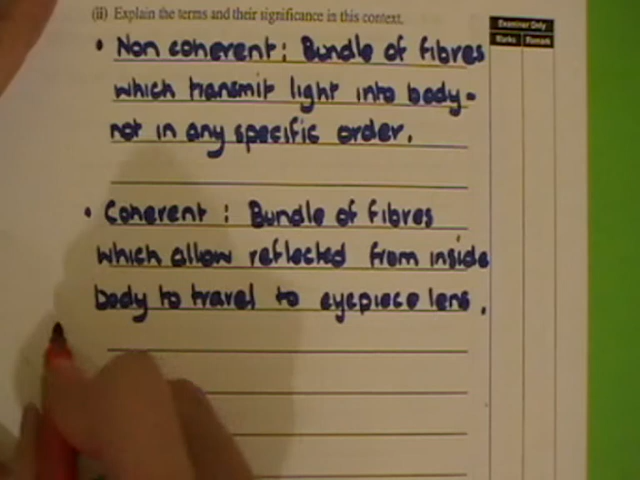 (ii) Explain the terms and their significance in this context.
Examiner Only
Marks Remark
• Non coherent : Bundle of fibres
which transmit light into body -
not in any specific order.
• Coherent : Bundle of fibres
which allow reflected from inside
body to travel to eyepiece lens.